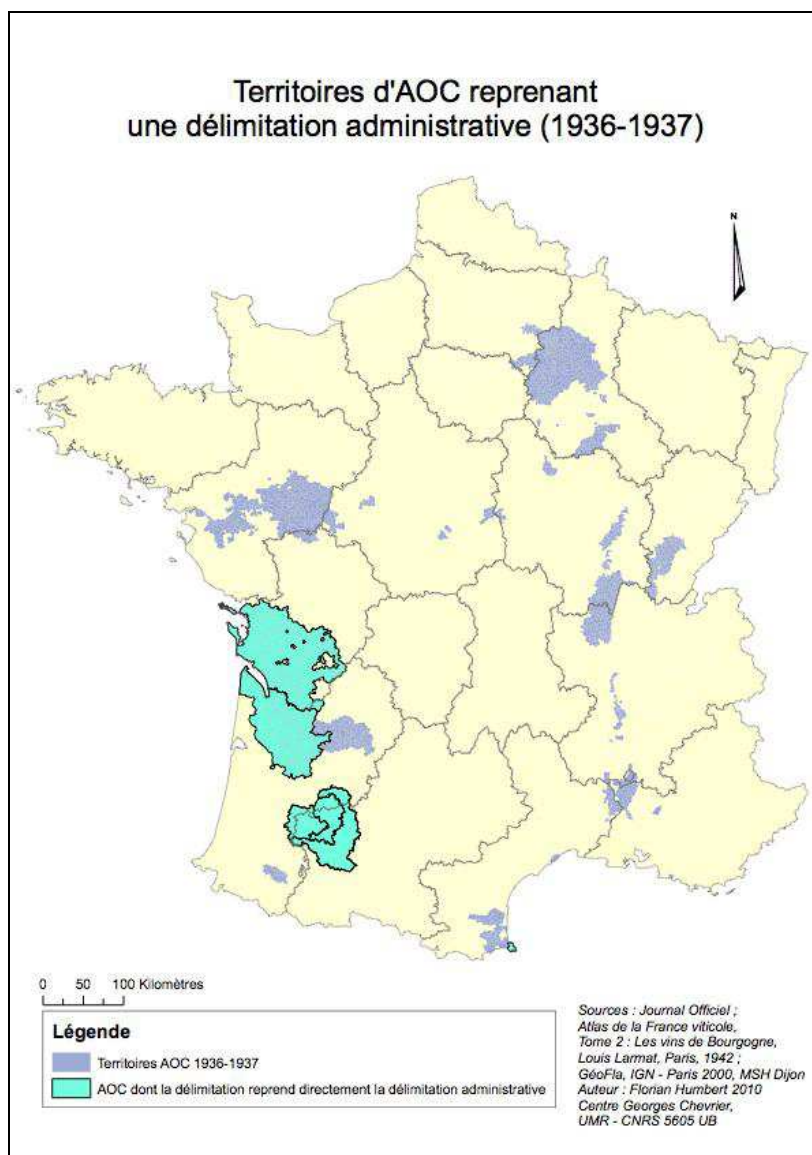 Territoires d'AOC reprenant
une délimitation administrative (1936-1937)
N
0 50 100 Kilomètres
Légende
Territoires AOC 1936-1937
AOC dont la délimitation reprend directement la délimitation administrative
Sources : Journal Officiel ;
Atlas de la France viticole,
Tome 2 : Les vins de Bourgogne,
Louis Larmat, Paris, 1942 ;
GéoFla, IGN - Paris 2000, MSH Dijon
Auteur : Florian Humbert 2010
Centre Georges Chevrier,
UMR - CNRS 5605 UB